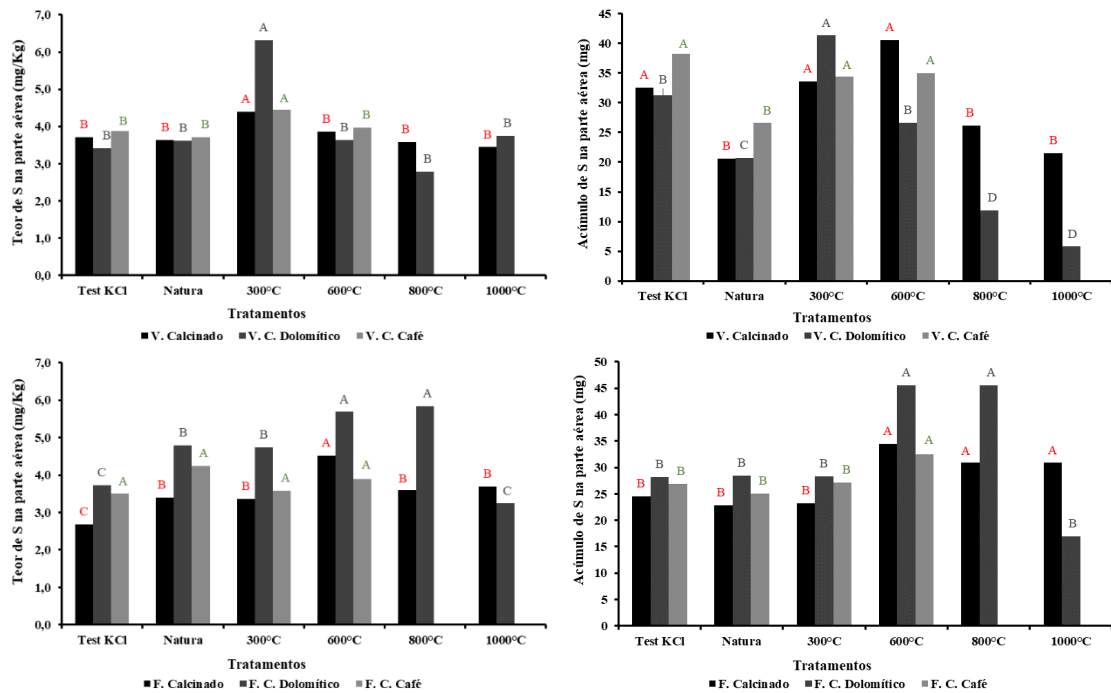 Teor de S na parte aérea (mg/Kg)
7,0
6,0
5,0
4,0
3,0
2,0
1,0
0,0
B B B
B B B
A A A
B B B
B B
B B
Test KCl Natura 300°C 600°C 800°C 1000°C
Tratamentos
V. Calcinado V. C. Dolomítico V. C. Café
Acúmulo de S na parte aérea (mg)
45
40
35
30
25
20
15
10
5
0
A B A
B C B
A A A
A B A
B D
B D
Test KCl Natura 300°C 600°C 800°C 1000°C
Tratamentos
V. Calcinado V. C. Dolomítico V. C. Café
Teor de S na parte aérea (mg/Kg)
7,0
6,0
5,0
4,0
3,0
2,0
1,0
0,0
C C A
B B A
B B A
A A A
B A
B C
Test KCl Natura 300°C 600°C 800°C 1000°C
Tratamentos
F. Calcinado F. C. Dolomítico F. C. Café
Acúmulo de S na parte aérea (mg)
50
45
40
35
30
25
20
15
10
5
0
B B B
B B B
B B B
A A A
A A
A B
Test KCl Natura 300°C 600°C 800°C 1000°C
Tratamentos
F. Calcinado F. C. Dolomítico F. C. Café